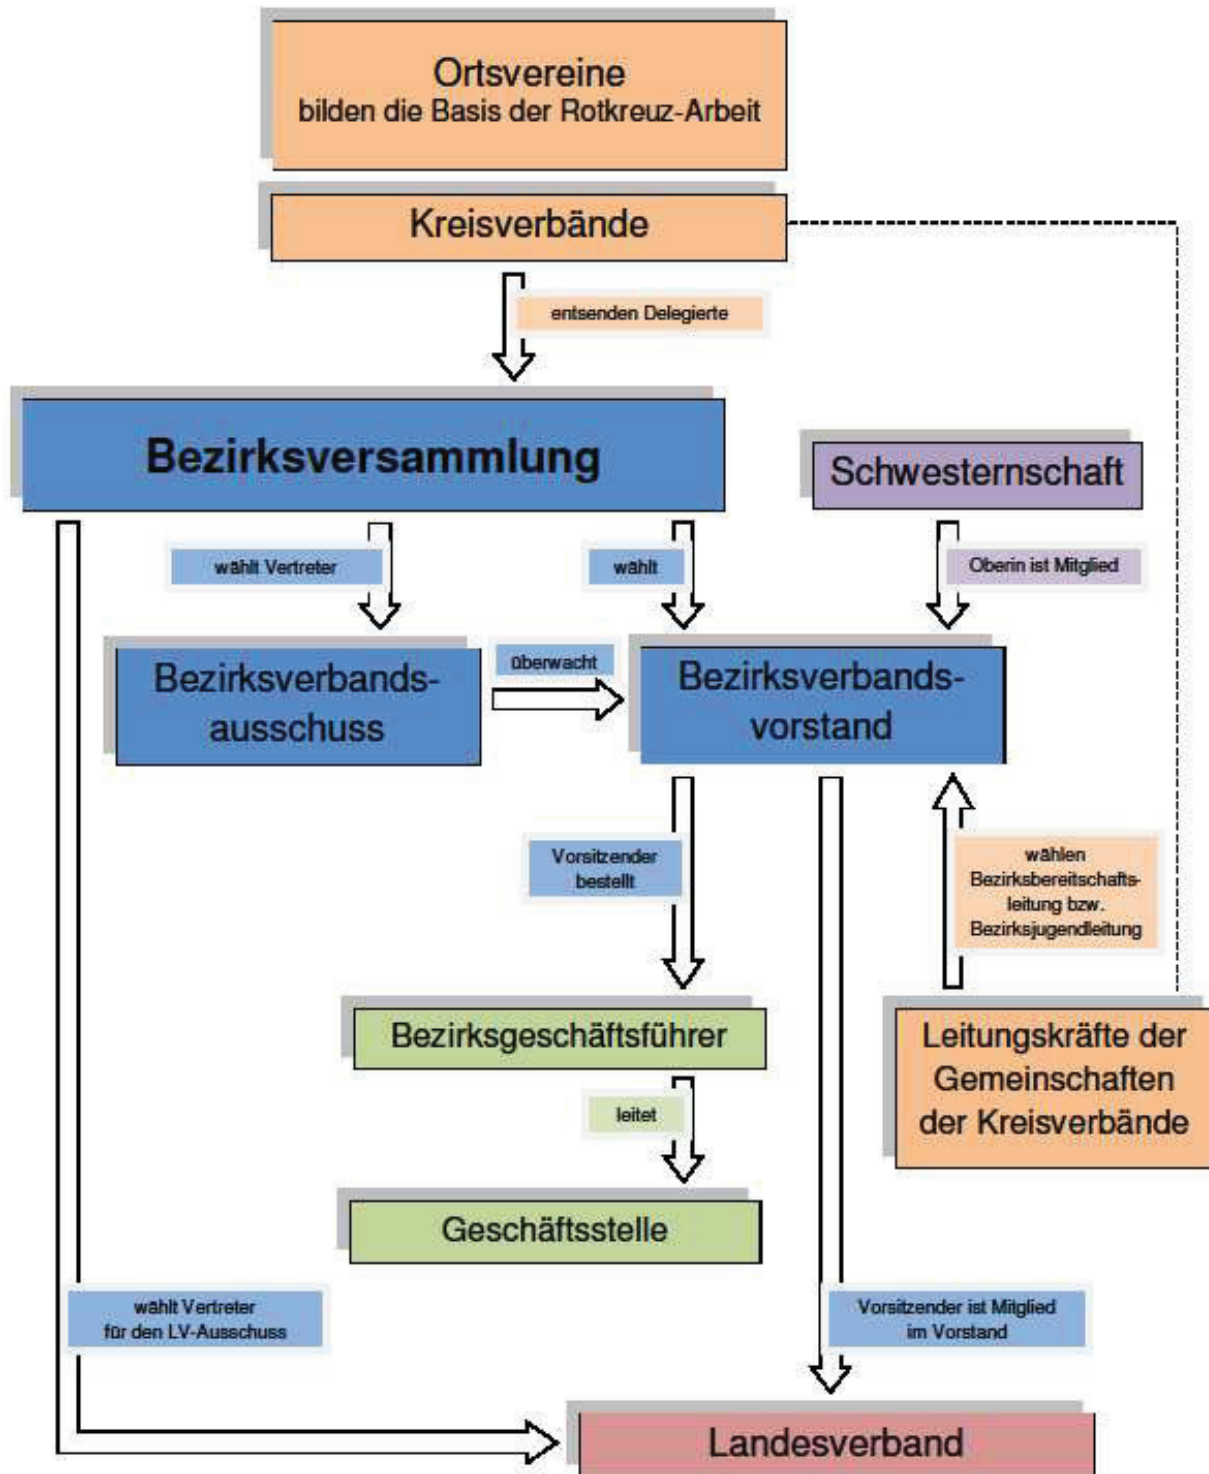 Ortsvereine
bilden die Basis der Rotkreuz-Arbeit
Kreisverbände
entsenden Delegierte
Bezirksversammlung
Schwesternschaft
wählt Vertreter
wählt
Oberin ist Mitglied
Bezirksverbands-
ausschuss
überwacht
Bezirksverbands-
vorstand
Vorsitzender
bestellt
wählen
Bezirksbereitschafts-
leitung bzw.
Bezirksjugendleitung
Bezirksgeschäftsführer
Leitungskräfte der
Gemeinschaften
der Kreisverbände
leitet
Geschäftsstelle
wählt Vertreter
für den LV-Ausschuss
Vorsitzender ist Mitglied
im Vorstand
Landesverband